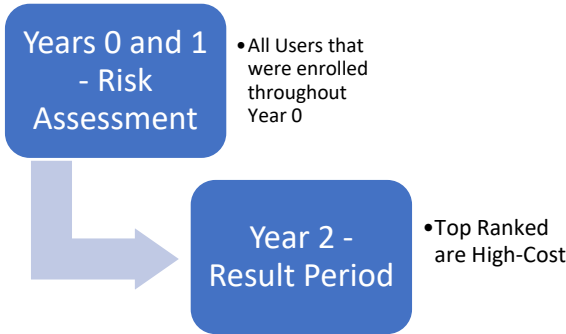 Years 0 and 1
- Risk
Assessment
•All Users that
were enrolled
throughout
Year 0
Year 2 -
Result Period
•Top Ranked
are High-Cost